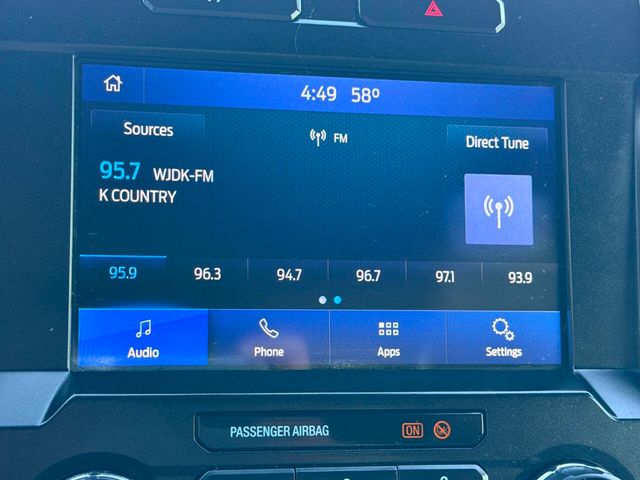 4:49 58º
Sources
FM
Direct Tune
95.7 WJDK-FM
K COUNTRY
95.9 96.3 94.7 96.7 97.1 93.9
Audio Phone Apps Settings
PASSENGER AIRBAG ON